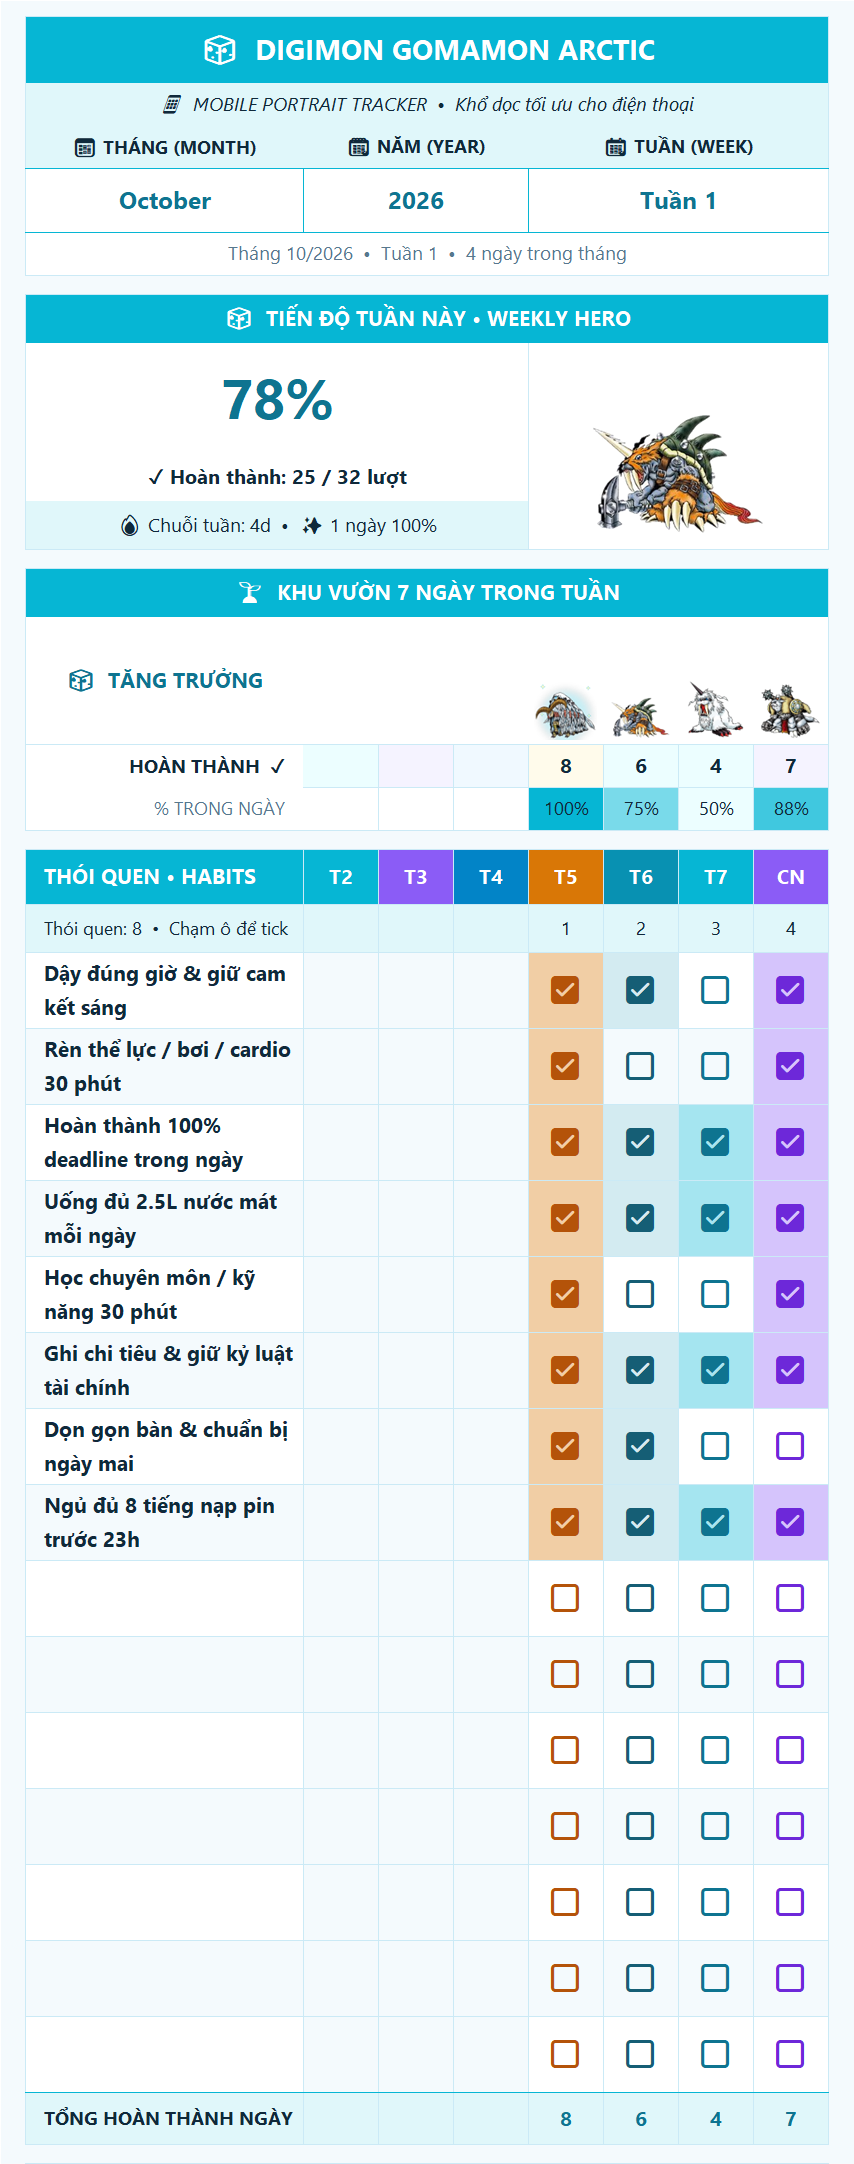 DIGIMON GOMAMON ARCTIC
MOBILE PORTRAIT TRACKER • Khổ dọc tối ưu cho điện thoại
THÁNG (MONTH) NĂM (YEAR) TUẦN (WEEK)
October 2026 Tuần 1
Tháng 10/2026 • Tuần 1 • 4 ngày trong tháng
TIẾN ĐỘ TUẦN NÀY • WEEKLY HERO
78%
✓ Hoàn thành: 25 / 32 lượt
Chuỗi tuần: 4d • 1 ngày 100%
KHU VƯỜN 7 NGÀY TRONG TUẦN
TĂNG TRƯỞNG
HOÀN THÀNH ✓ 8 6 4 7
% TRONG NGÀY 100% 75% 50% 88%
THÓI QUEN • HABITS T2 T3 T4 T5 T6 T7 CN
Thói quen: 8 • Chạm ô để tick 1 2 3 4
Dậy đúng giờ & giữ cam
kết sáng
Rèn thể lực / bơi / cardio
30 phút
Hoàn thành 100%
deadline trong ngày
Uống đủ 2.5L nước mát
mỗi ngày
Học chuyên môn / kỹ
năng 30 phút
Ghi chi tiêu & giữ kỷ luật
tài chính
Dọn gọn bàn & chuẩn bị
ngày mai
Ngủ đủ 8 tiếng nạp pin
trước 23h
TỔNG HOÀN THÀNH NGÀY 8 6 4 7